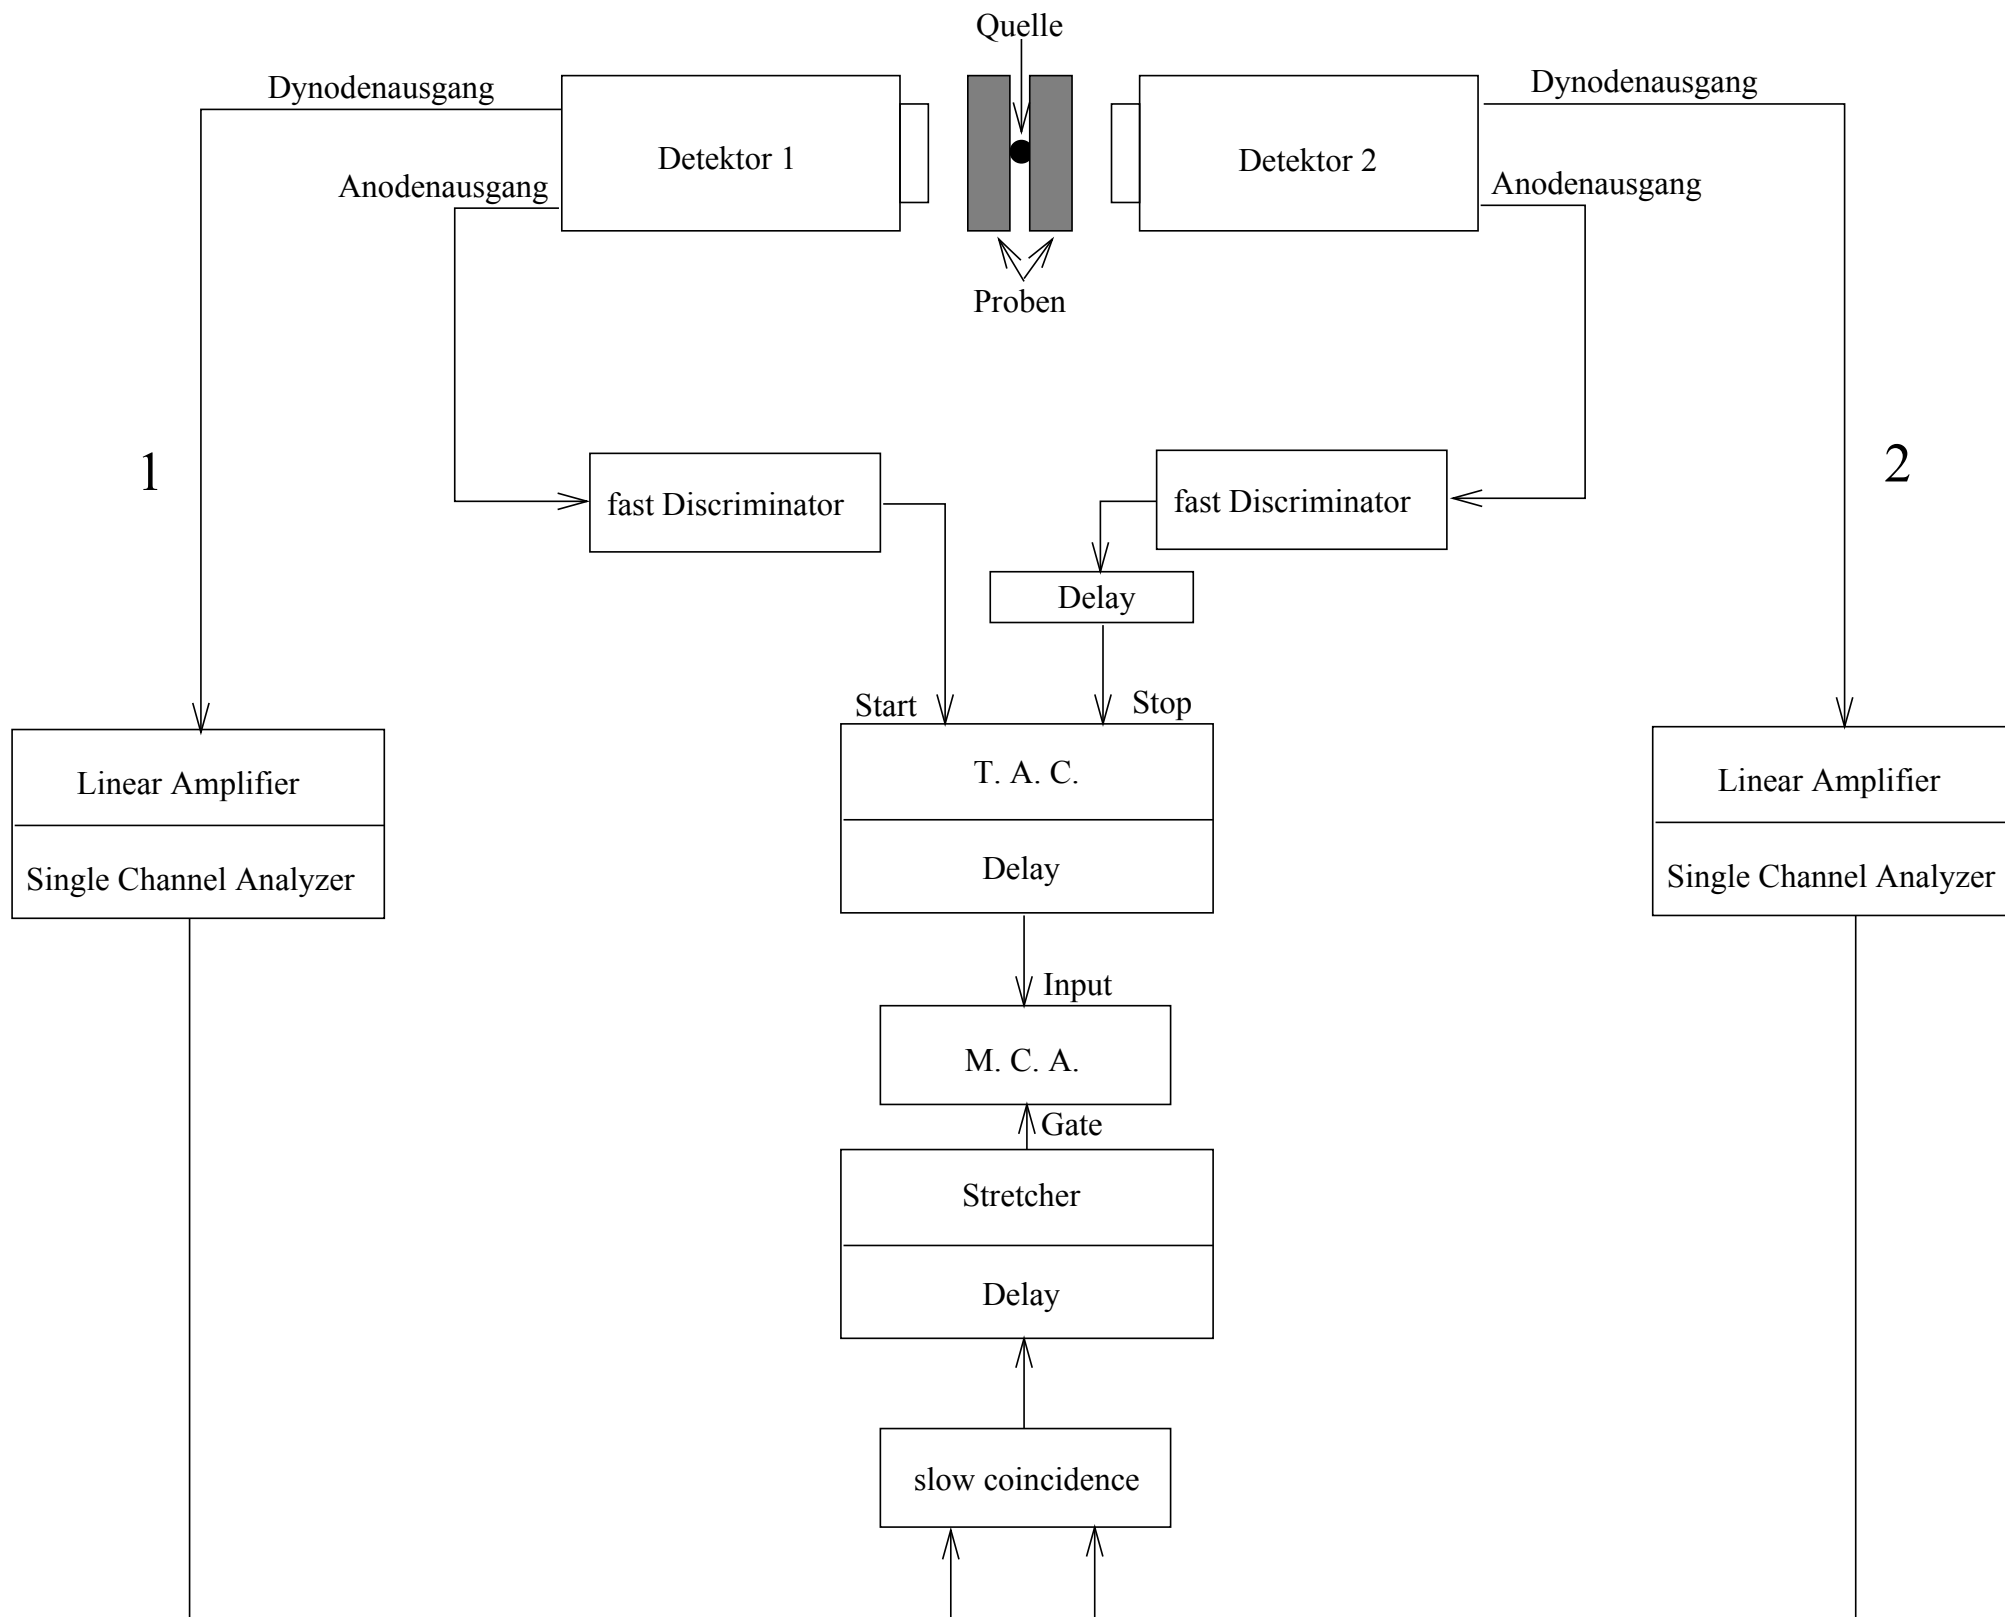 Quelle
Dynodenausgang
Dynodenausgang
Detektor 1
Detektor 2
Anodenausgang
Anodenausgang
Proben
1
2
fast Discriminator
fast Discriminator
Delay
Start
Stop
Linear Amplifier
T. A. C.
Linear Amplifier
Single Channel Analyzer
Delay
Single Channel Analyzer
Input
M. C. A.
Gate
Stretcher
Delay
slow coincidence